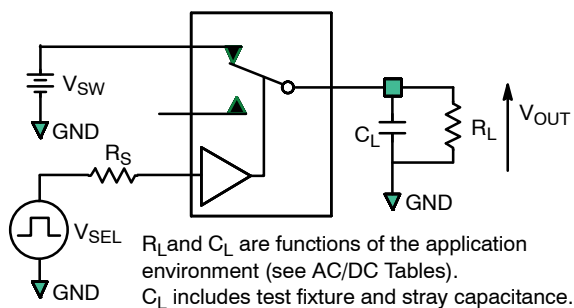 V_SW
GND
R_S
V_SEL
GND
C_L
R_L
V_OUT
GND
R_L and C_L are functions of the application
environment (see AC/DC Tables).
C_L includes test fixture and stray capacitance.